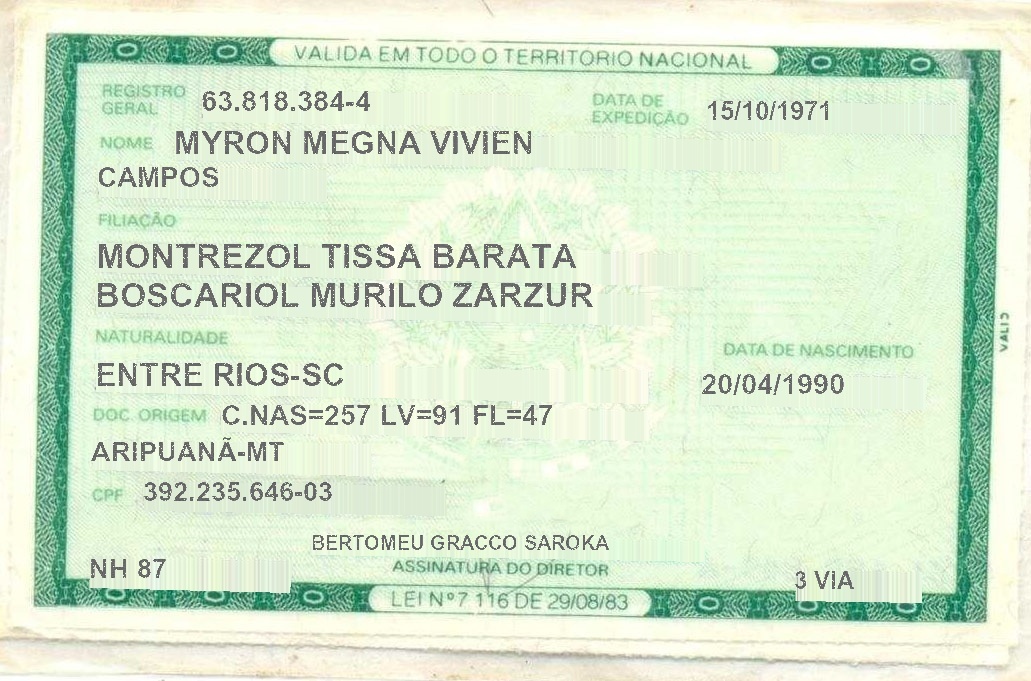 VALIDA EM TODO O TERRITORIO NACIONAL
REGISTRO GERAL 63.818.384-4 DATA DE EXPEDIÇÃO 15/10/1971
NOME MYRON MEGNA VIVIEN
CAMPOS
FILIAÇÃO
MONTREZOL TISSA BARATA
BOSCARIOL MURILO ZARZUR
NATURALIDADE DATA DE NASCIMENTO
ENTRE RIOS-SC 20/04/1990
DOC. ORIGEM C.NAS=257 LV=91 FL=47
ARIPUANÃ-MT
CPF 392.235.646-03
BERTOMEU GRACCO SAROKA
NH 87 ASSINATURA DO DIRETOR 3 VIA
LEI Nº 7.116 DE 29/08/83
VALID